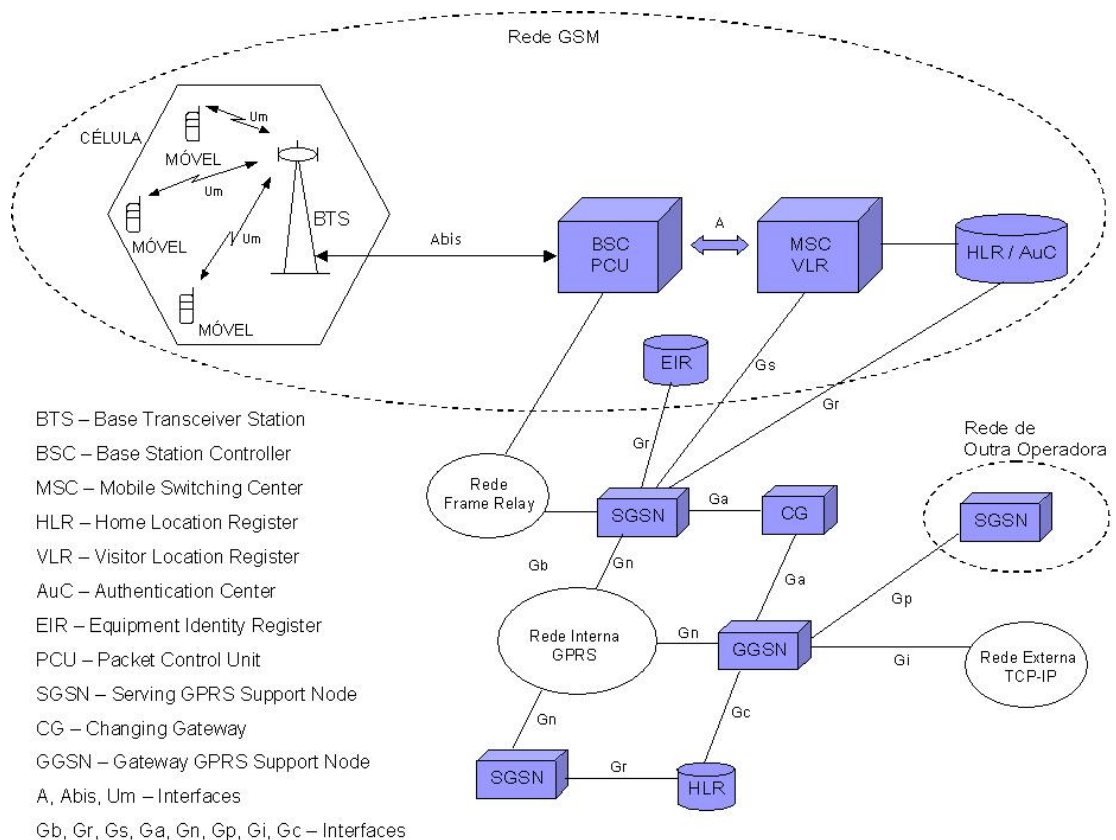 Rede GSM
CÉLULA
Um
MÓVEL
Um
MÓVEL
Um
MÓVEL
BTS
Abis
BSC
PCU
A
MSC
VLR
HLR / AuC
EIR
Gs
Gr
Gr
Rede
Frame Relay
SGSN
Ga
CG
Rede de
Outra Operadora
SGSN
Gb
Gn
Ga
Gp
Rede Interna
GPRS
Gn
GGSN
Gi
Rede Externa
TCP-IP
Gn
Gc
SGSN
Gr
HLR
BTS – Base Transceiver Station
BSC – Base Station Controller
MSC – Mobile Switching Center
HLR – Home Location Register
VLR – Visitor Location Register
AuC – Authentication Center
EIR – Equipment Identity Register
PCU – Packet Control Unit
SGSN – Serving GPRS Support Node
CG – Changing Gateway
GGSN – Gateway GPRS Support Node
A, Abis, Um – Interfaces
Gb, Gr, Gs, Ga, Gn, Gp, Gi, Gc – Interfaces